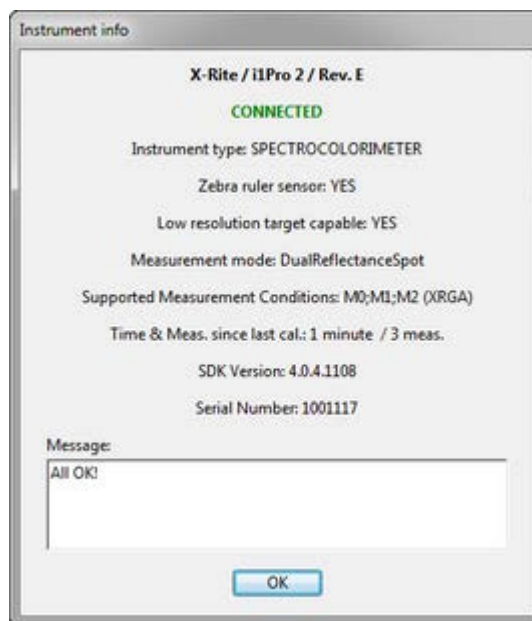 Instrument info
X-Rite / i1Pro 2 / Rev. E
CONNECTED
Instrument type: SPECTROCOLORIMETER
Zebra ruler sensor: YES
Low resolution target capable: YES
Measurement mode: DualReflectanceSpot
Supported Measurement Conditions: M0;M1;M2 (XRGA)
Time & Meas. since last cal.: 1 minute / 3 meas.
SDK Version: 4.0.4.1108
Serial Number: 1001117
Message:
All OK!
OK